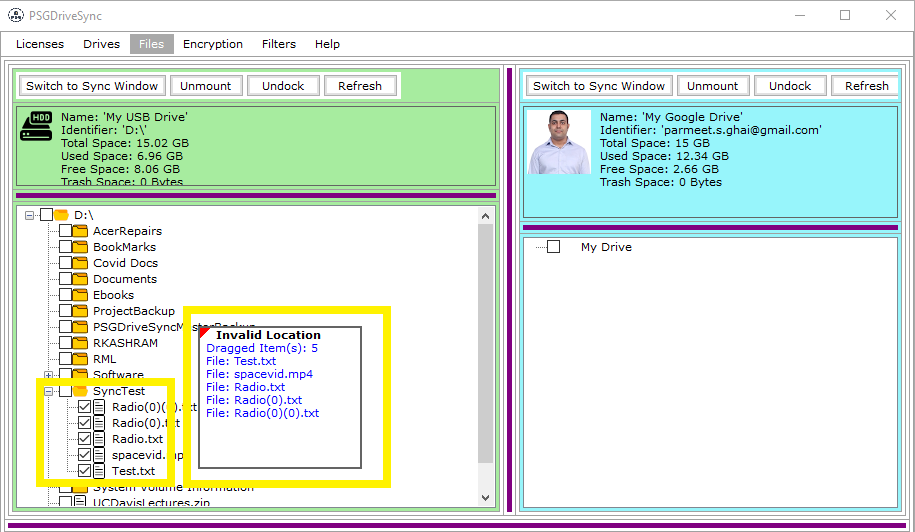 PSGDriveSync
Licenses Drives Files Encryption Filters Help
Switch to Sync Window Unmount Undock Refresh
HDD
Name: 'My USB Drive'
Identifier: 'D:\'
Total Space: 15.02 GB
Used Space: 6.96 GB
Free Space: 8.06 GB
Trash Space: 0 Bytes
D:\
AcerRepairs
BookMarks
Covid Docs
Documents
Ebooks
ProjectBackup
PSGDriveSyncMasterBackup
RKASHRAM
RML
Software
SyncTest
Radio(0)(0).txt
Radio(0).txt
Radio.txt
spacevid.mp
Test.txt
System Volume Information
UCDavisLectures.zip
Invalid Location
Dragged Item(s): 5
File: Test.txt
File: spacevid.mp4
File: Radio.txt
File: Radio(0).txt
File: Radio(0)(0).txt
Switch to Sync Window Unmount Undock Refresh
Name: 'My Google Drive'
Identifier: 'parmeet.s.ghai@gmail.com'
Total Space: 15 GB
Used Space: 12.34 GB
Free Space: 2.66 GB
Trash Space: 0 Bytes
My Drive